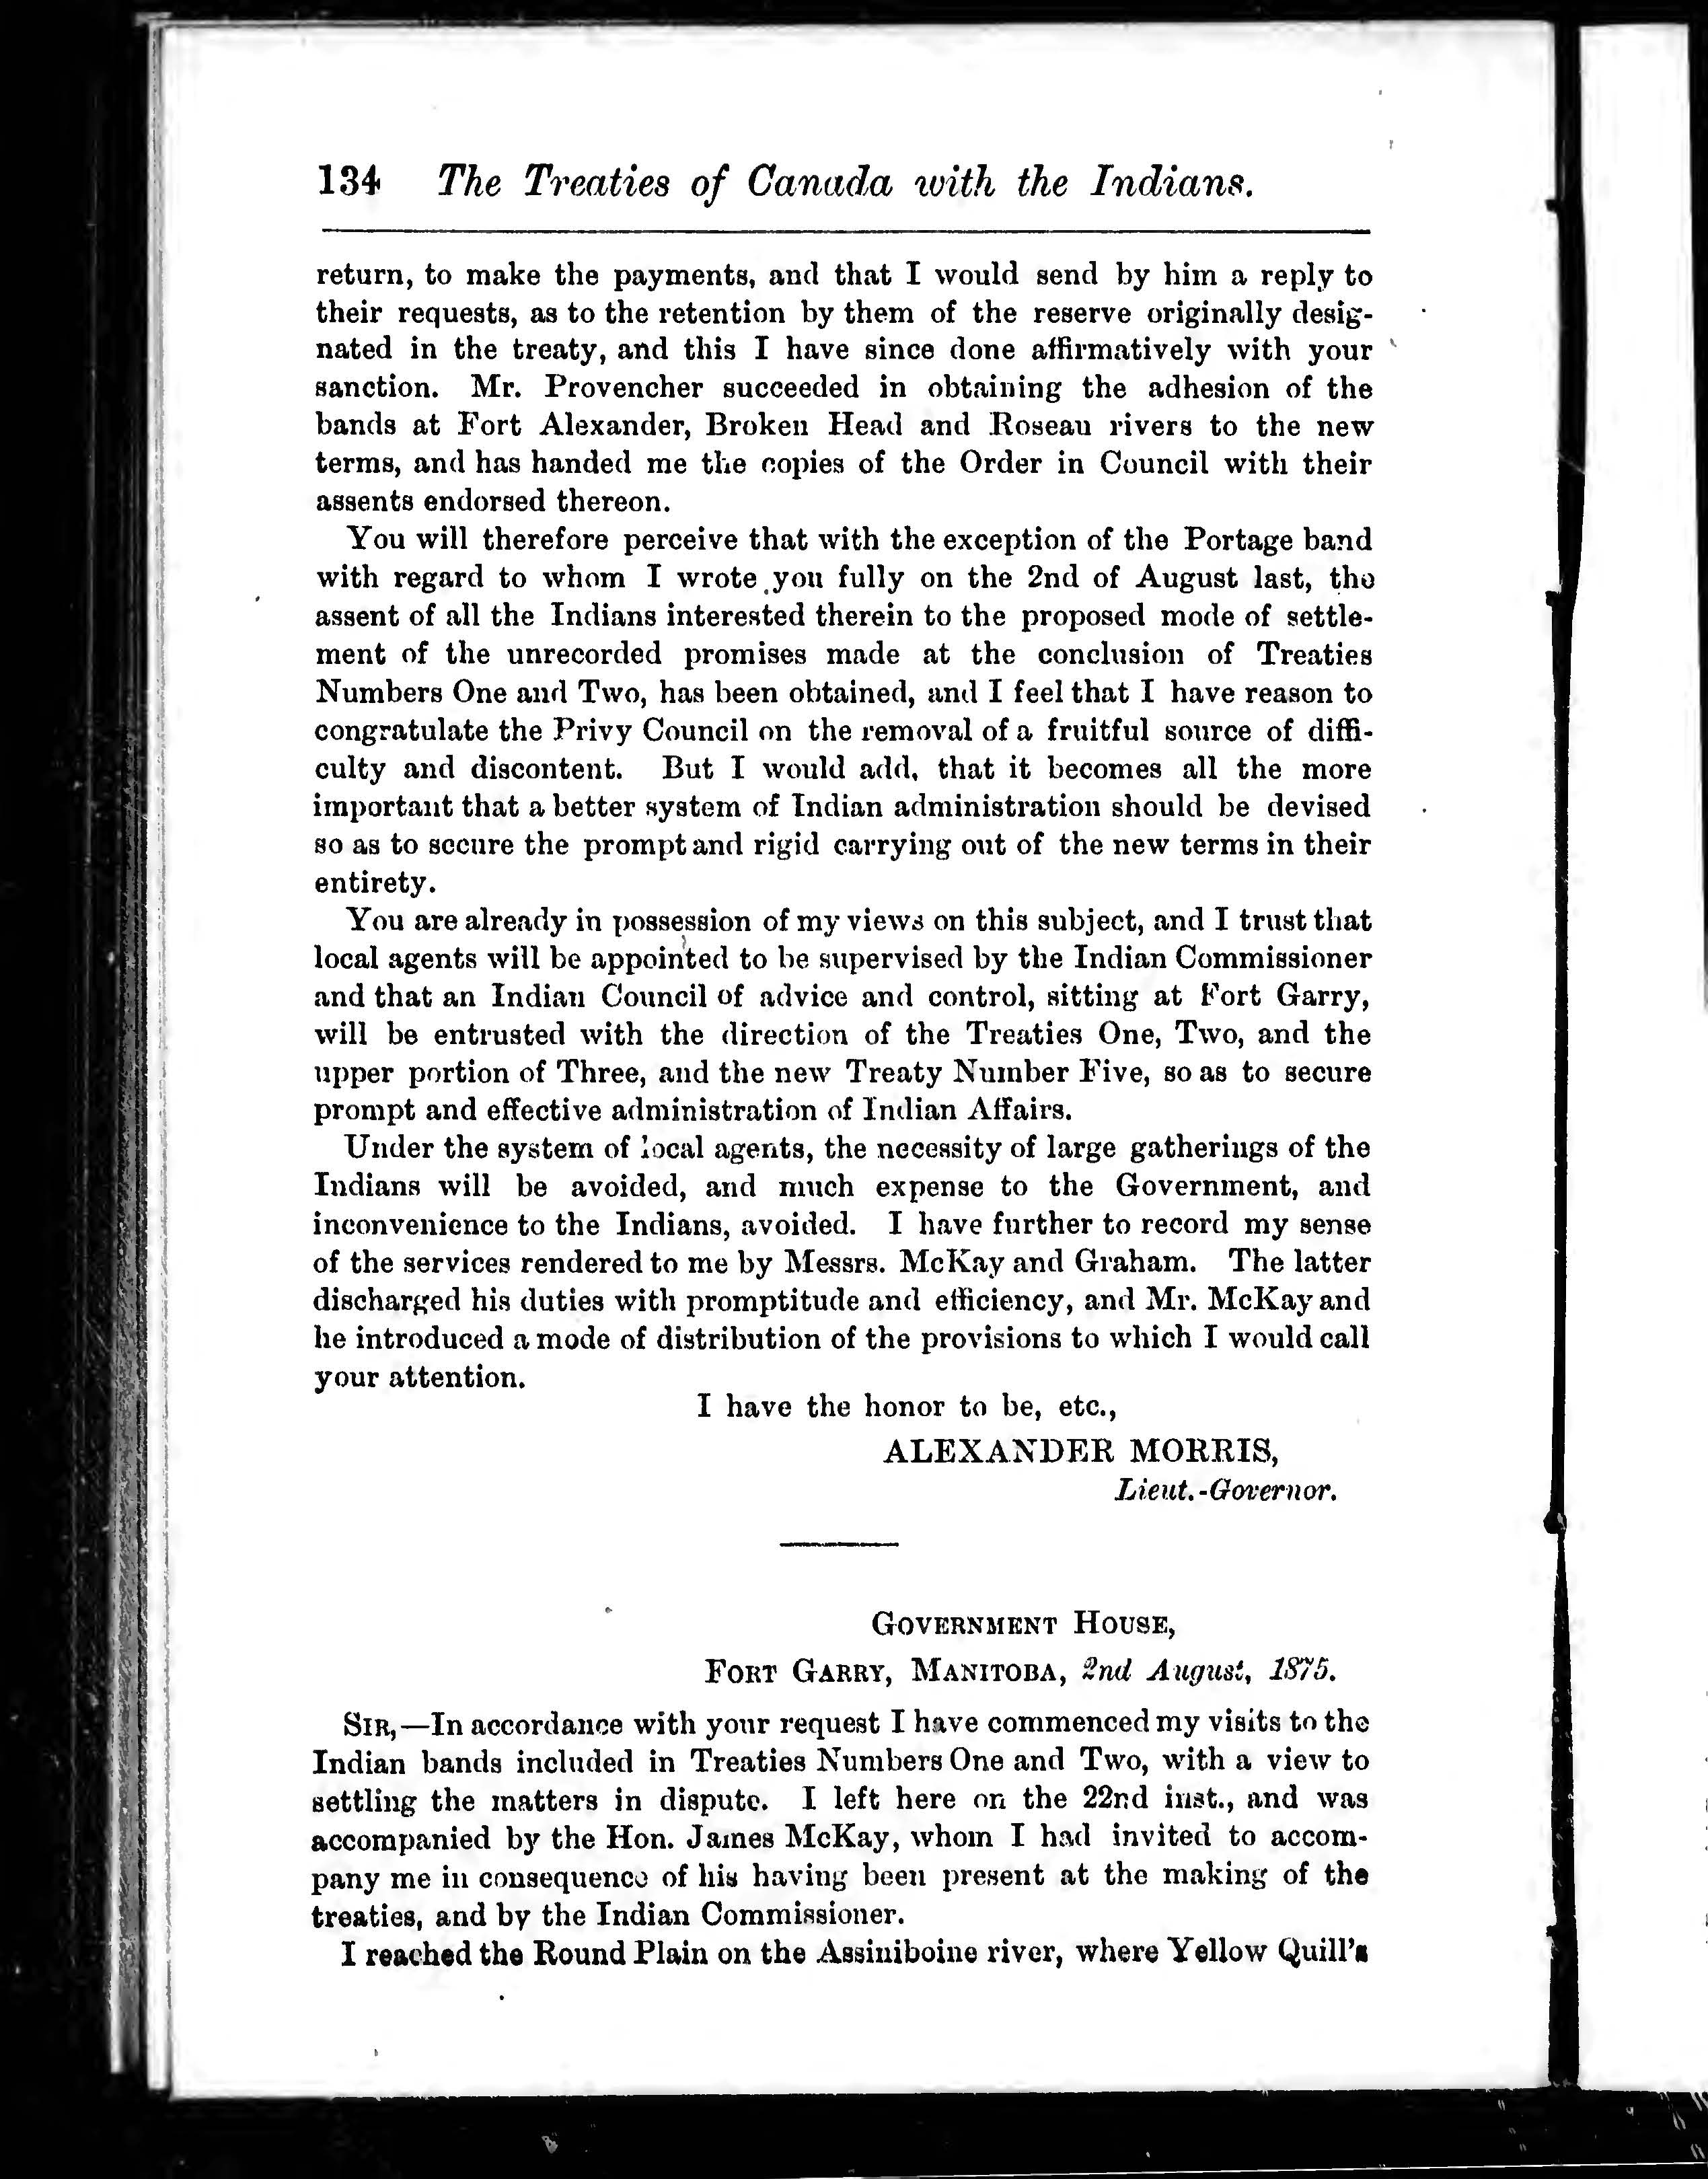 134 The Treaties of Canada with the Indians.
return, to make the payments, and that I would send by him a reply to
their requests, as to the retention by them of the reserve originally desig-
nated in the treaty, and this I have since done affirmatively with your
sanction. Mr. Provencher succeeded in obtaining the adhesion of the
bands at Fort Alexander, Broken Head and Roseau rivers to the new
terms, and has handed me the copies of the Order in Council with their
assents endorsed thereon.
You will therefore perceive that with the exception of the Portage band
with regard to whom I wrote you fully on the 2nd of August last, the
assent of all the Indians interested therein to the proposed mode of settle-
ment of the unrecorded promises made at the conclusion of Treaties
Numbers One and Two, has been obtained, and I feel that I have reason to
congratulate the Privy Council on the removal of a fruitful source of diffi-
culty and discontent. But I would add, that it becomes all the more
important that a better system of Indian administration should be devised
so as to secure the prompt and rigid carrying out of the new terms in their
entirety.
You are already in possession of my views on this subject, and I trust that
local agents will be appointed to be supervised by the Indian Commissioner
and that an Indian Council of advice and control, sitting at Fort Garry,
will be entrusted with the direction of the Treaties One, Two, and the
upper portion of Three, and the new Treaty Number Five, so as to secure
prompt and effective administration of Indian Affairs.
Under the system of local agents, the necessity of large gatherings of the
Indians will be avoided, and much expense to the Government, and
inconvenience to the Indians, avoided. I have further to record my sense
of the services rendered to me by Messrs. McKay and Graham. The latter
discharged his duties with promptitude and efficiency, and Mr. McKay and
he introduced a mode of distribution of the provisions to which I would call
your attention.
I have the honor to be, etc.,
ALEXANDER MORRIS,
Lieut.-Governor.
GOVERNMENT HOUSE,
FORT GARRY, MANITOBA, 2nd August, 1875.
SIR,—In accordance with your request I have commenced my visits to the
Indian bands included in Treaties Numbers One and Two, with a view to
settling the matters in dispute. I left here on the 22nd inst., and was
accompanied by the Hon. James McKay, whom I had invited to accom-
pany me in consequence of his having been present at the making of the
treaties, and by the Indian Commissioner.
I reached the Round Plain on the Assiniboine river, where Yellow Quill's